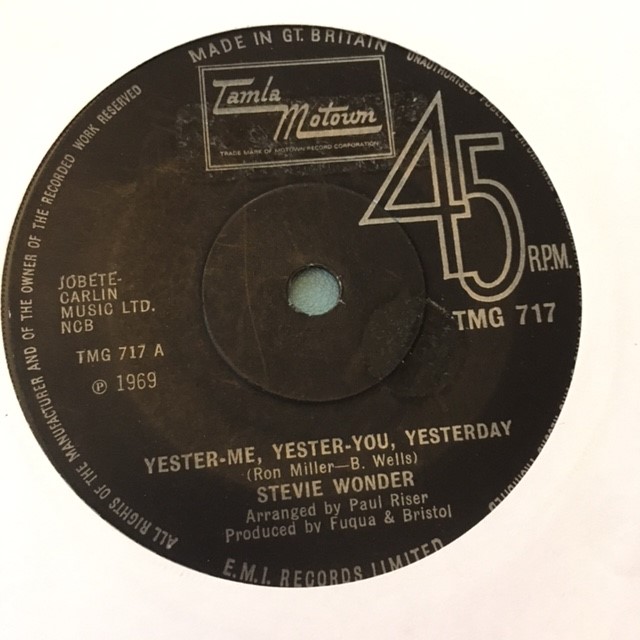 MADE IN GT. BRITAIN
UNAUTHORISED PUBLIC
ALL RIGHTS OF THE MANUFACTURER AND OF THE OWNER OF THE RECORDED WORK RESERVED
Tamla
Motown
TRADE MARK OF MOTOWN RECORD CORPORATION
45
R.P.M.
TMG 717
JOBETE-
CARLIN
MUSIC LTD.
NCB
TMG 717 A
℗ 1969
YESTER-ME, YESTER-YOU, YESTERDAY
(Ron Miller—B. Wells)
STEVIE WONDER
Arranged by Paul Riser
Produced by Fuqua & Bristol
E.M.I. RECORDS LIMITED